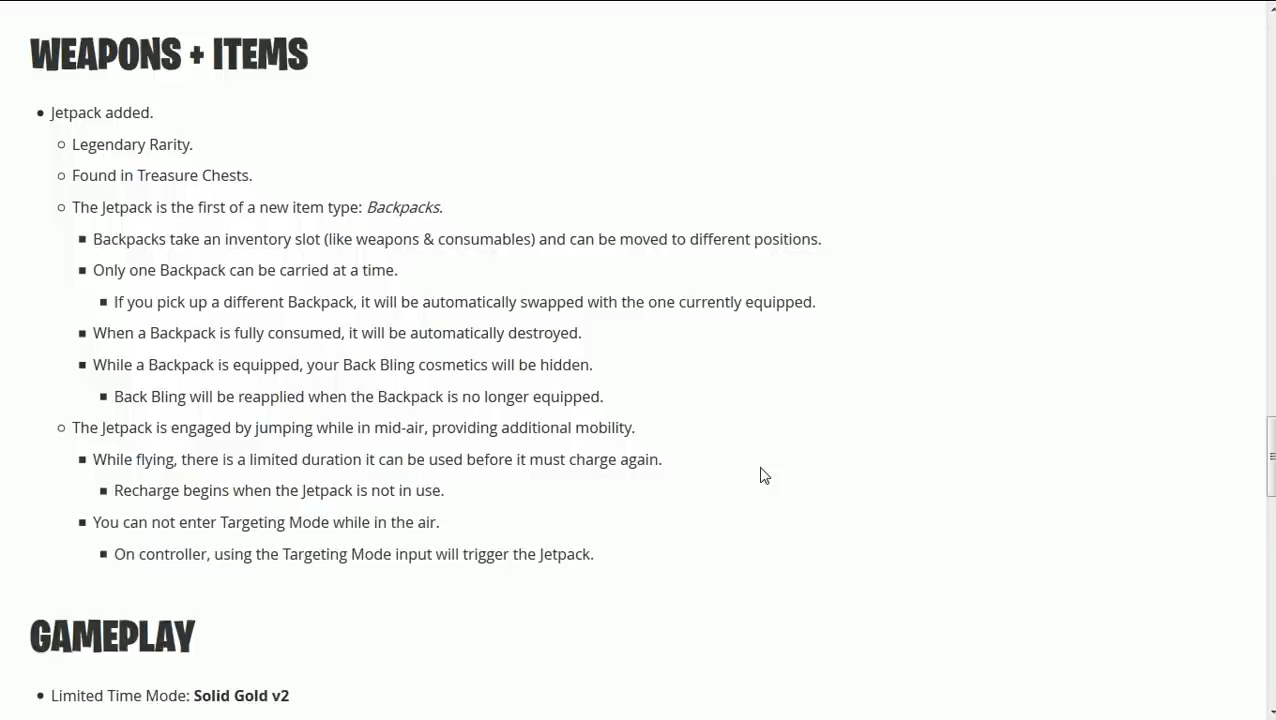 WEAPONS + ITEMS
Jetpack added.
Legendary Rarity.
Found in Treasure Chests.
The Jetpack is the first of a new item type: Backpacks.
Backpacks take an inventory slot (like weapons & consumables) and can be moved to different positions.
Only one Backpack can be carried at a time.
If you pick up a different Backpack, it will be automatically swapped with the one currently equipped.
When a Backpack is fully consumed, it will be automatically destroyed.
While a Backpack is equipped, your Back Bling cosmetics will be hidden.
Back Bling will be reapplied when the Backpack is no longer equipped.
The Jetpack is engaged by jumping while in mid-air, providing additional mobility.
While flying, there is a limited duration it can be used before it must charge again.
Recharge begins when the Jetpack is not in use.
You can not enter Targeting Mode while in the air.
On controller, using the Targeting Mode input will trigger the Jetpack.
GAMEPLAY
Limited Time Mode: Solid Gold v2